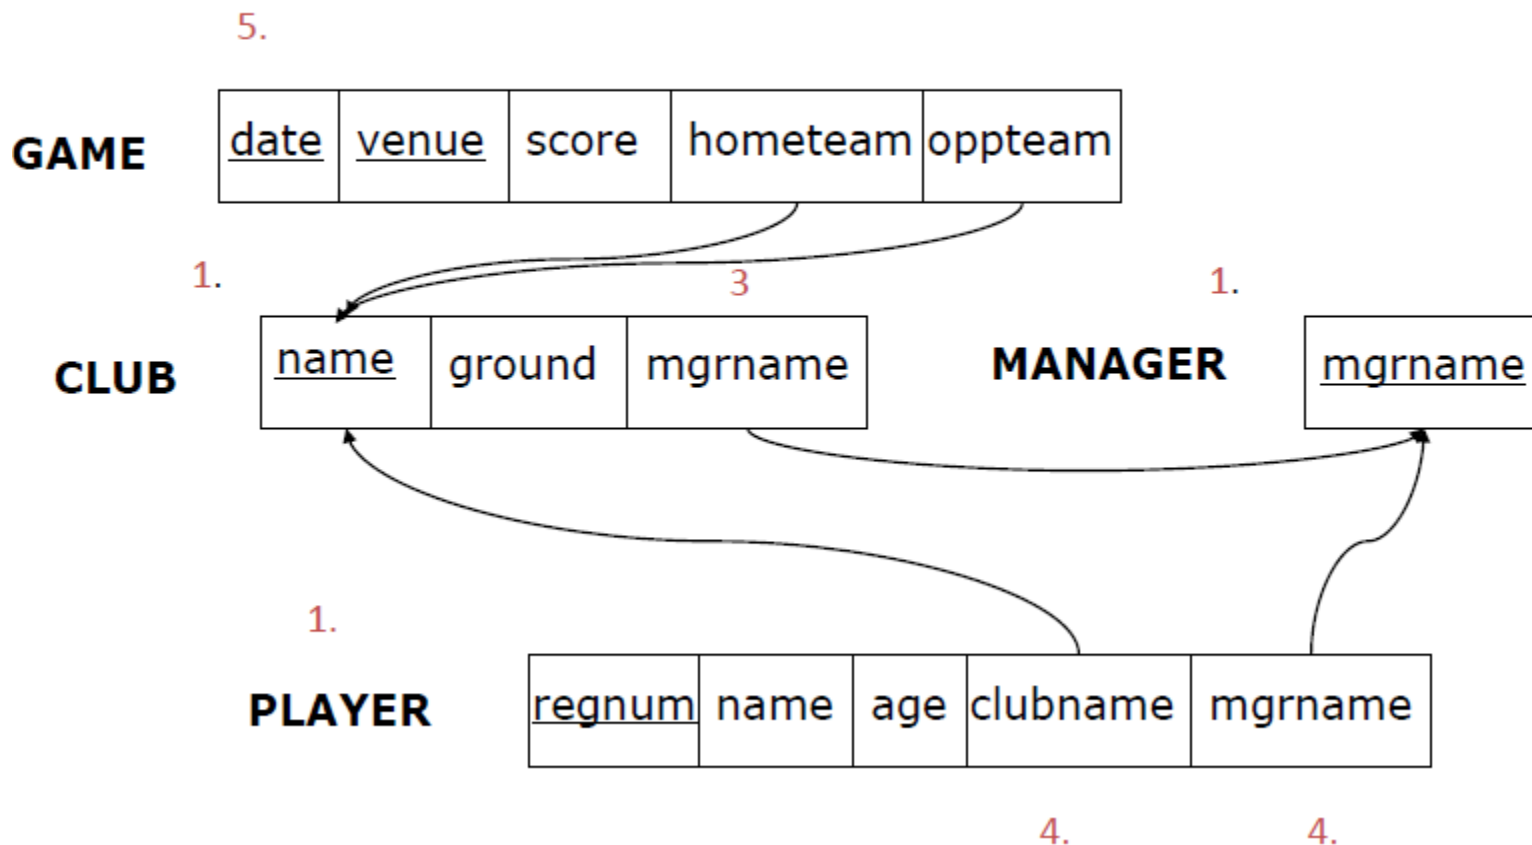 5.
GAME date venue score hometeam oppteam
1. 3 1.
CLUB name ground mgrname MANAGER mgrname
1.
PLAYER regnum name age clubname mgrname
4. 4.